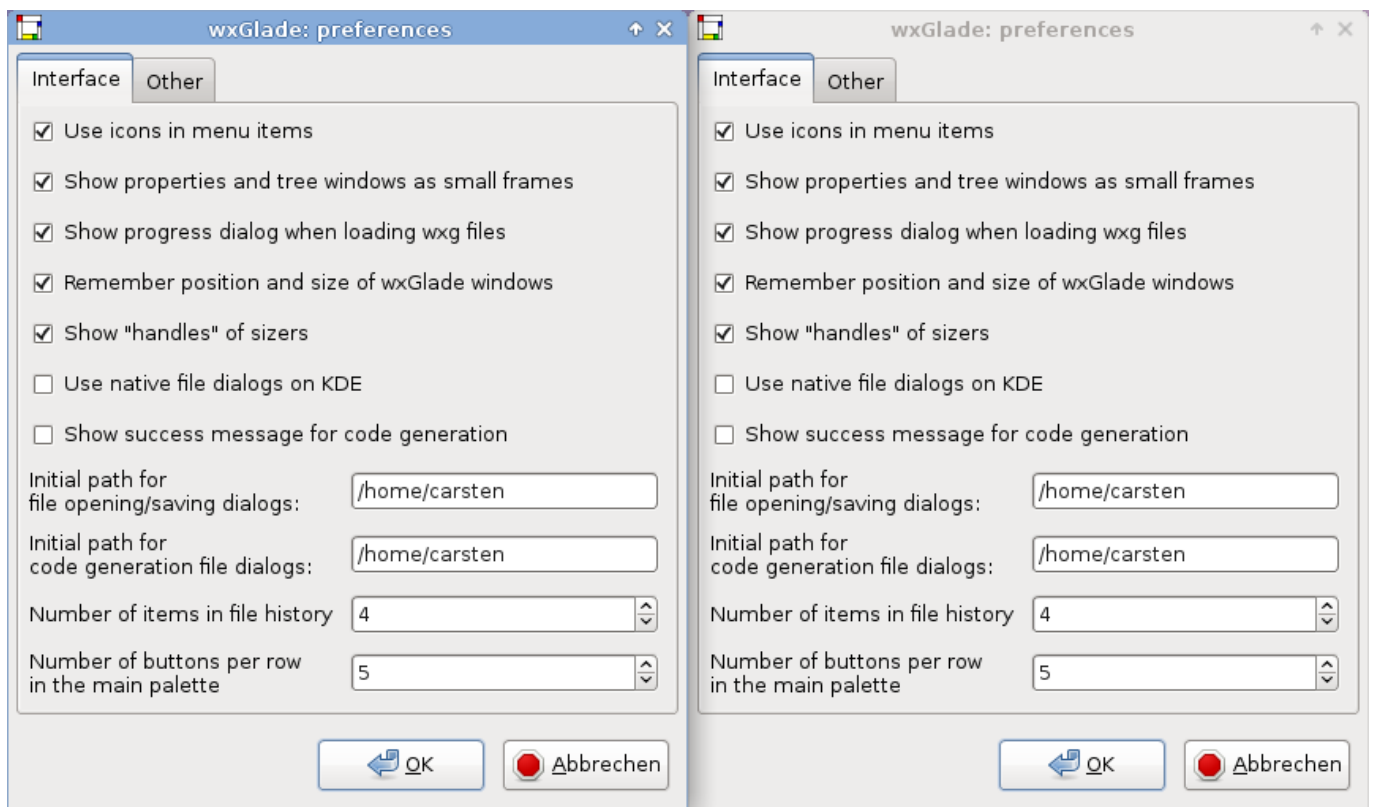 wxGlade: preferences
Interface
Other
Use icons in menu items
Show properties and tree windows as small frames
Show progress dialog when loading wxg files
Remember position and size of wxGlade windows
Show "handles" of sizers
Use native file dialogs on KDE
Show success message for code generation
Initial path for
file opening/saving dialogs:
/home/carsten
Initial path for
code generation file dialogs:
/home/carsten
Number of items in file history
4
Number of buttons per row
in the main palette
5
OK
Abbrechen
wxGlade: preferences
Interface
Other
Use icons in menu items
Show properties and tree windows as small frames
Show progress dialog when loading wxg files
Remember position and size of wxGlade windows
Show "handles" of sizers
Use native file dialogs on KDE
Show success message for code generation
Initial path for
file opening/saving dialogs:
/home/carsten
Initial path for
code generation file dialogs:
/home/carsten
Number of items in file history
4
Number of buttons per row
in the main palette
5
OK
Abbrechen